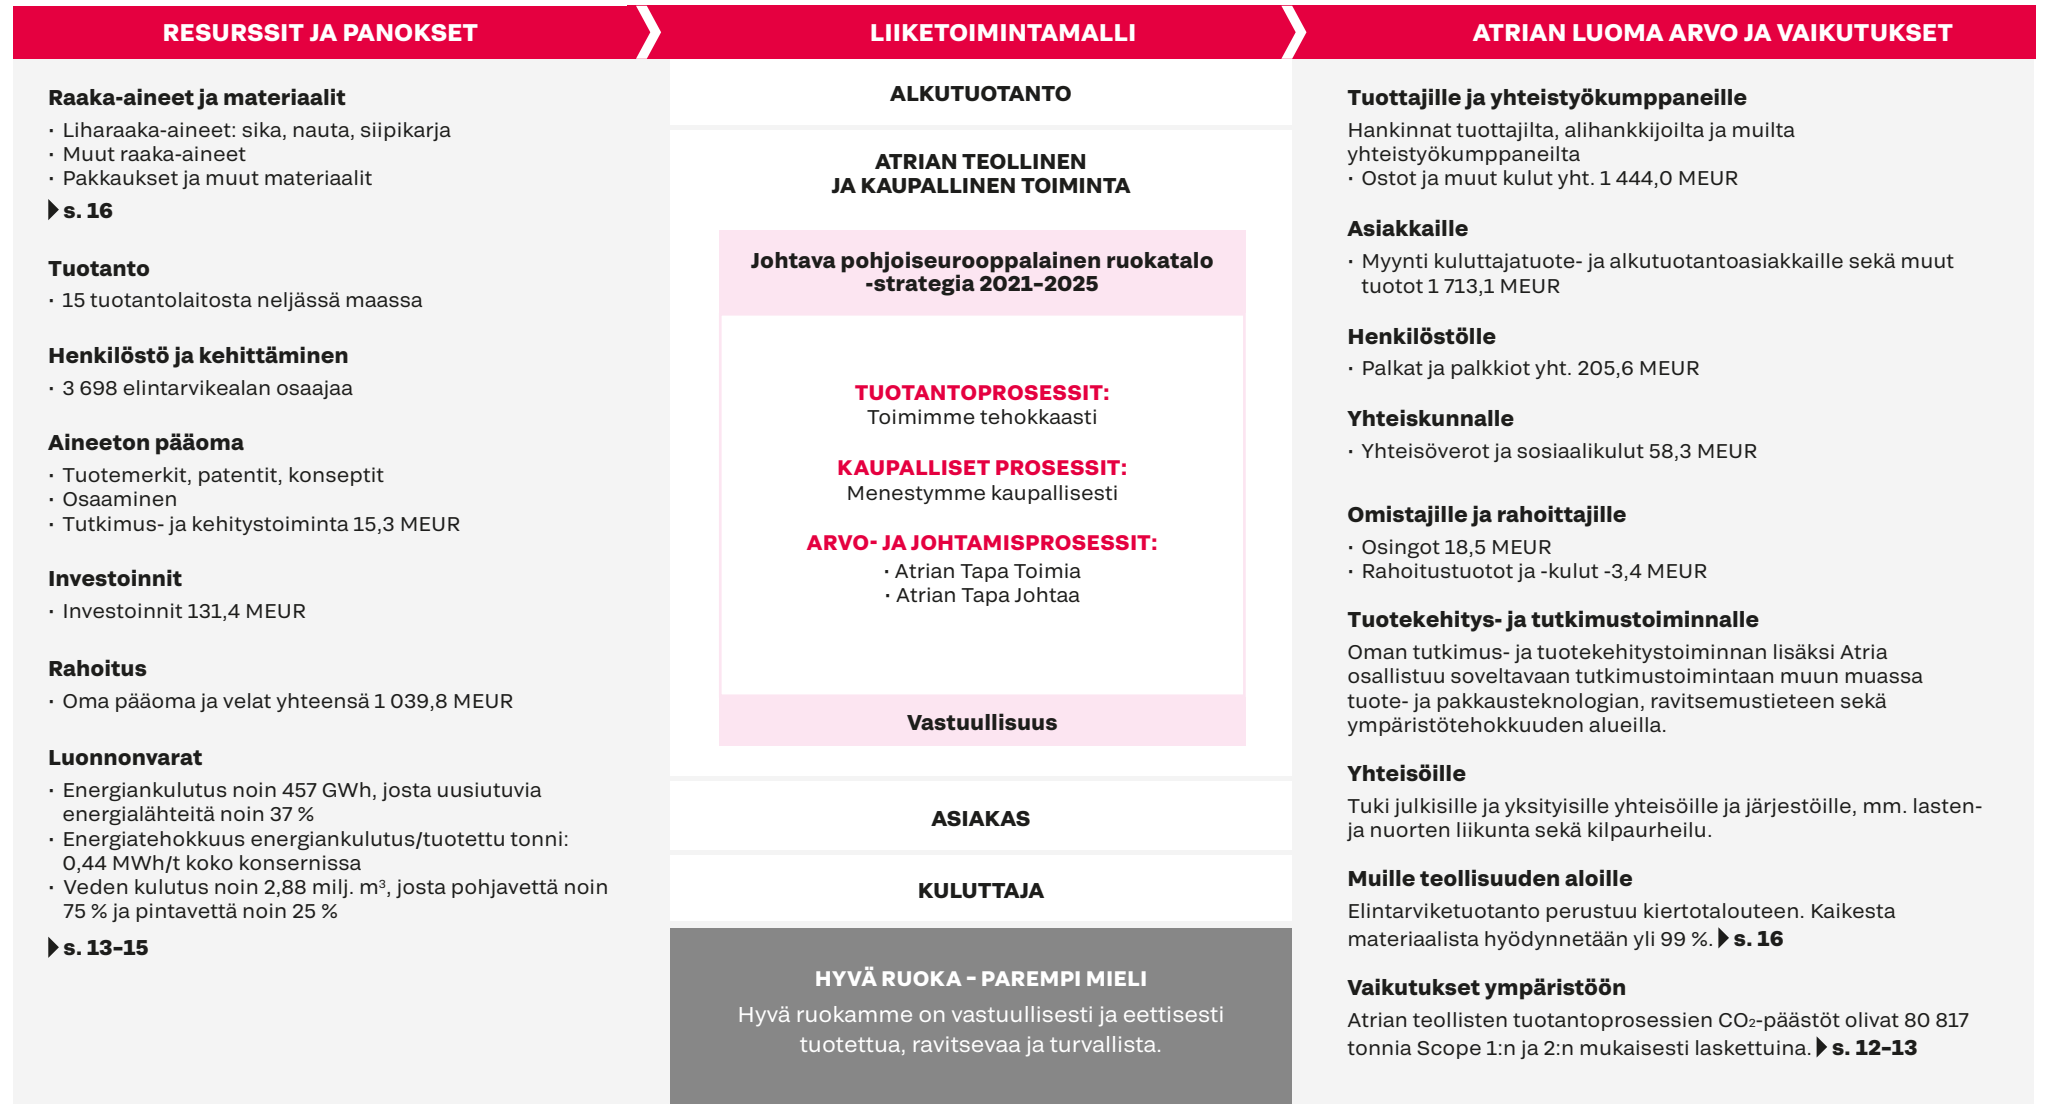 RESURSSIT JA PANOKSET
Raaka-aineet ja materiaalit
· Liharaaka-aineet: sika, nauta, siipikarja
· Muut raaka-aineet
· Pakkaukset ja muut materiaalit
s. 16
Tuotanto
· 15 tuotantolaitosta neljässä maassa
Henkilöstö ja kehittäminen
· 3 698 elintarvikealan osaajaa
Aineeton pääoma
· Tuotemerkit, patentit, konseptit
· Osaaminen
· Tutkimus- ja kehitystoiminta 15,3 MEUR
Investoinnit
· Investoinnit 131,4 MEUR
Rahoitus
· Oma pääoma ja velat yhteensä 1 039,8 MEUR
Luonnonvarat
· Energiankulutus noin 457 GWh, josta uusiutuvia
energialähteitä noin 37 %
· Energiatehokkuus energiankulutus/tuotettu tonni:
0,44 MWh/t koko konsernissa
· Veden kulutus noin 2,88 milj. m³, josta pohjavettä noin
75 % ja pintavettä noin 25 %
s. 13–15
LIIKETOIMINTAMALLI
ALKUTUOTANTO
ATRIAN TEOLLINEN
JA KAUPALLINEN TOIMINTA
Johtava pohjoiseurooppalainen ruokatalo
-strategia 2021–2025
TUOTANTOPROSESSIT:
Toimimme tehokkaasti
KAUPALLISET PROSESSIT:
Menestymme kaupallisesti
ARVO- JA JOHTAMISPROSESSIT:
· Atrian Tapa Toimia
· Atrian Tapa Johtaa
Vastuullisuus
ASIAKAS
KULUTTAJA
HYVÄ RUOKA – PAREMPI MIELI
Hyvä ruokamme on vastuullisesti ja eettisesti
tuotettua, ravitsevaa ja turvallista.
ATRIAN LUOMA ARVO JA VAIKUTUKSET
Tuottajille ja yhteistyökumppaneille
Hankinnat tuottajilta, alihankkijoilta ja muilta
yhteistyökumppaneilta
· Ostot ja muut kulut yht. 1 444,0 MEUR
Asiakkaille
· Myynti kuluttajatuote- ja alkutuotantoasiakkaille sekä muut
tuotot 1 713,1 MEUR
Henkilöstölle
· Palkat ja palkkiot yht. 205,6 MEUR
Yhteiskunnalle
· Yhteisöverot ja sosiaalikulut 58,3 MEUR
Omistajille ja rahoittajille
· Osingot 18,5 MEUR
· Rahoitustuotot ja -kulut -3,4 MEUR
Tuotekehitys- ja tutkimustoiminnalle
Oman tutkimus- ja tuotekehitystoiminnan lisäksi Atria
osallistuu soveltavaan tutkimustoimintaan muun muassa
tuote- ja pakkausteknologian, ravitsemustieteen sekä
ympäristötehokkuuden alueilla.
Yhteisöille
Tuki julkisille ja yksityisille yhteisöille ja järjestöille, mm. lasten-
ja nuorten liikunta sekä kilpaurheilu.
Muille teollisuuden aloille
Elintarviketuotanto perustuu kiertotalouteen. Kaikesta
materiaalista hyödynnetään yli 99 %. s. 16
Vaikutukset ympäristöön
Atrian teollisten tuotantoprosessien CO₂-päästöt olivat 80 817
tonnia Scope 1:n ja 2:n mukaisesti laskettuina. s. 12–13